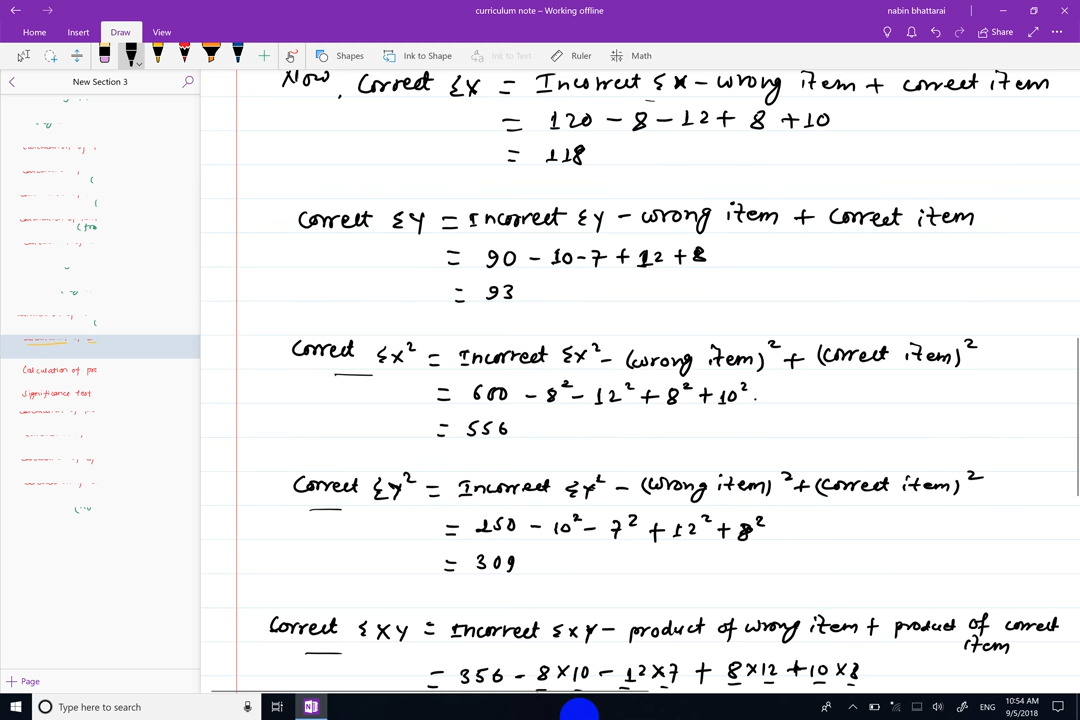 curriculum note – Working offline
nabin bhattarai
Home Insert Draw View
Share
Shapes Ink to Shape Ink to Text Ruler Math
New Section 3
Now, Correct ΣX = Incorrect ΣX - wrong item + correct item
= 120 - 8 - 12 + 8 + 10
= 118
Correct ΣY = Incorrect ΣY - wrong item + correct item
= 90 - 10 - 7 + 12 + 8
= 93
Correct ΣX² = Incorrect ΣX² - (wrong item)² + (correct item)²
= 600 - 8² - 12² + 8² + 10².
= 556
Calculation of pr
significance test
Correct ΣY² = Incorrect ΣY² - (wrong item)² + (correct item)²
= 250 - 10² - 7² + 12² + 8²
= 309
Correct ΣXY = Incorrect ΣXY - product of wrong item + product of correct
item
= 356 - 8×10 - 12×7 + 8×12 + 10×8
+ Page
Type here to search
ENG
10:54 AM
9/5/2018